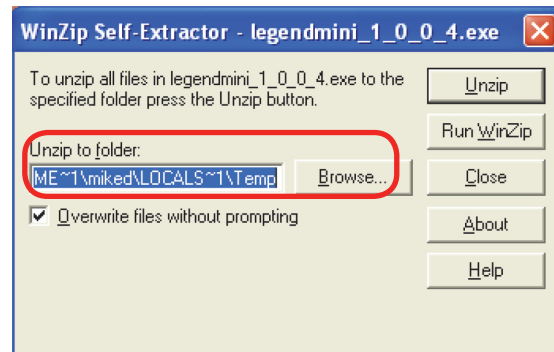 WinZip Self-Extractor - legendmini_1_0_0_4.exe
To unzip all files in legendmini_1_0_0_4.exe to the
specified folder press the Unzip button.
Unzip to folder:
ME~1\miked\LOCALS~1\Temp
Browse...
Overwrite files without prompting
Unzip
Run WinZip
Close
About
Help